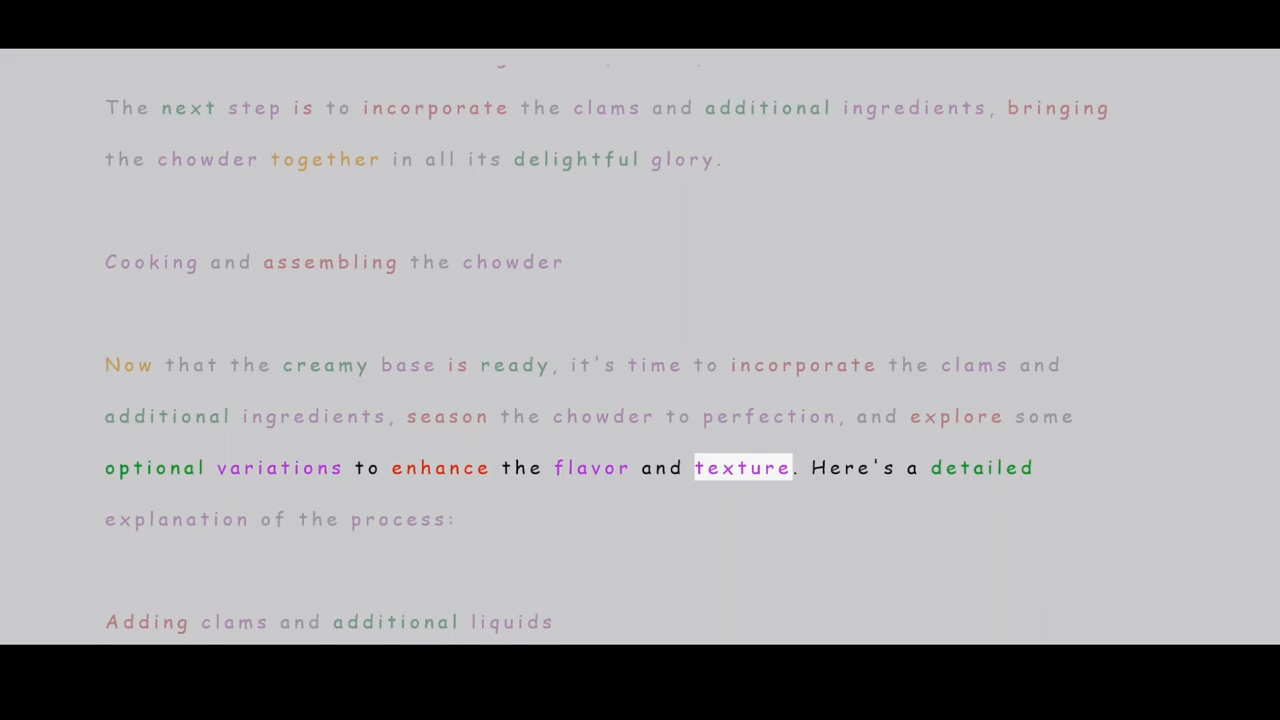 The next step is to incorporate the clams and additional ingredients, bringing
the chowder together in all its delightful glory.
Cooking and assembling the chowder
Now that the creamy base is ready, it's time to incorporate the clams and
additional ingredients, season the chowder to perfection, and explore some
optional variations to enhance the flavor and texture. Here's a detailed
explanation of the process:
Adding clams and additional liquids